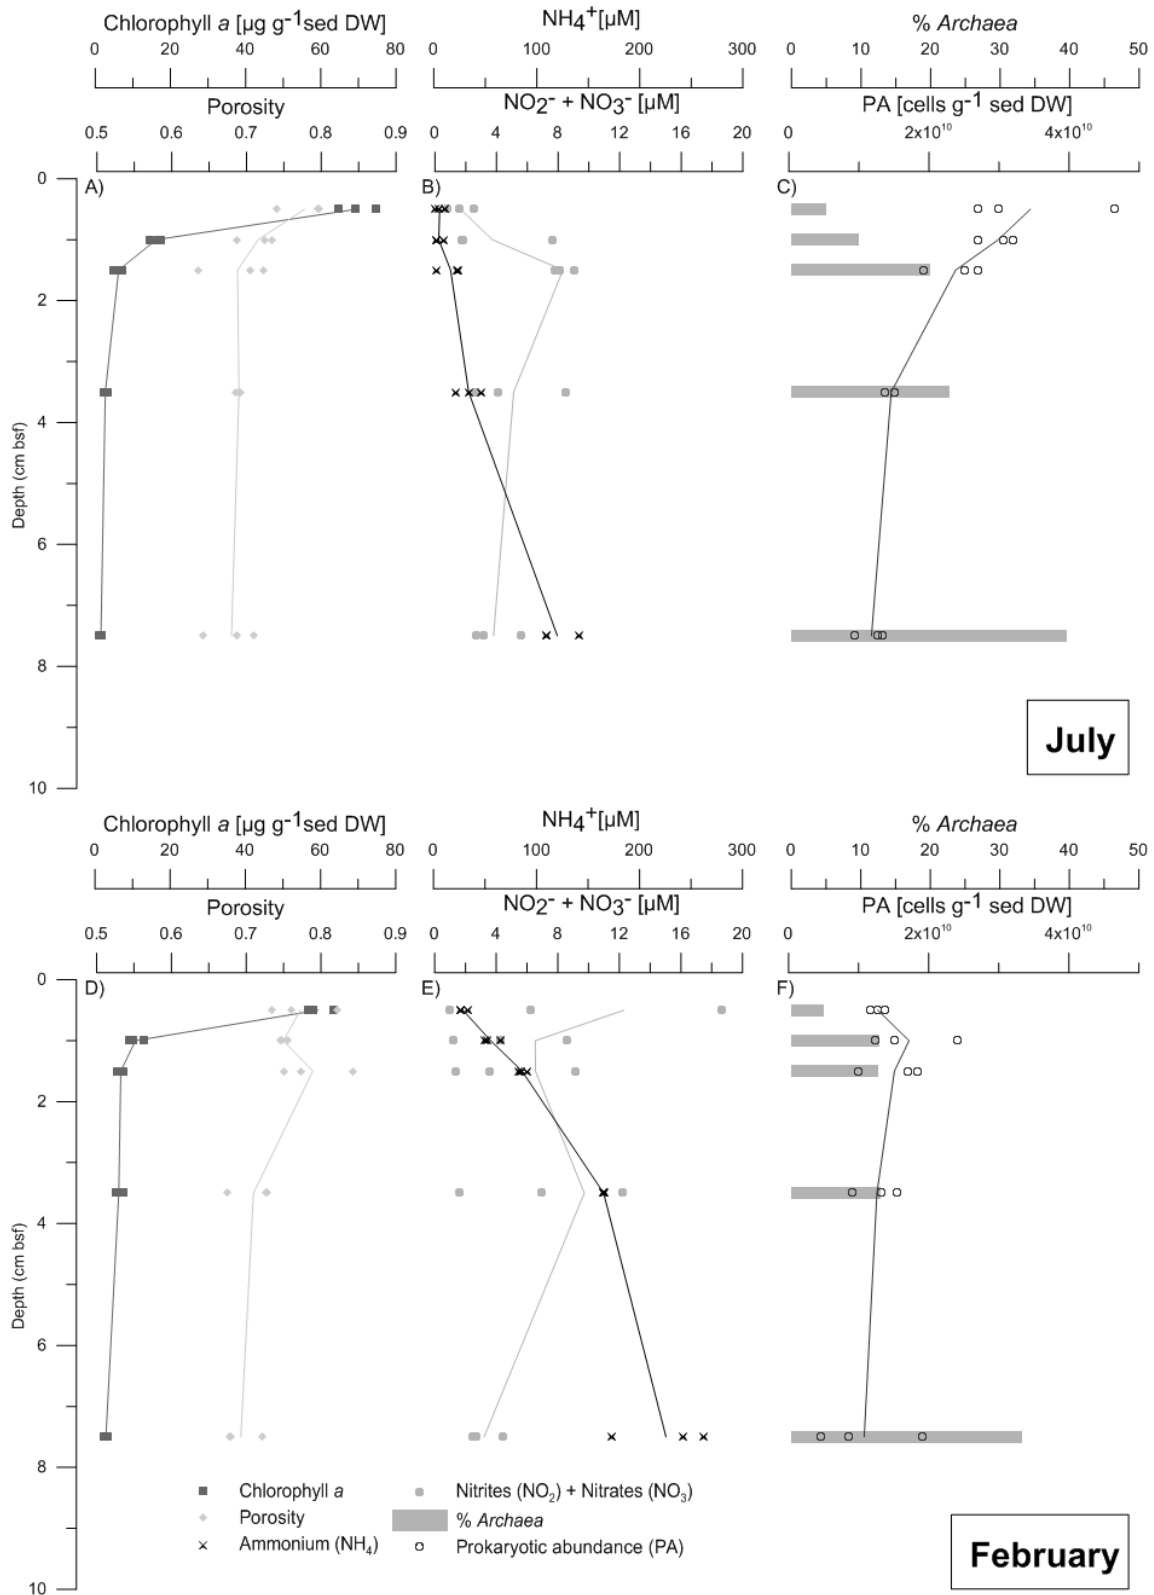 Chlorophyll a [µg g-1sed DW]
NH4+[µM]
% Archaea
0 20 40 60 80
0 100 200 300
0 10 20 30 40 50
Porosity
NO2- + NO3- [µM]
PA [cells g-1 sed DW]
0.5 0.6 0.7 0.8 0.9
0 4 8 12 16 20
0 2x10^10 4x10^10
0
A)
B)
C)
2
4
Depth (cm bsf)
6
8
July
10
Chlorophyll a [µg g-1sed DW]
NH4+[µM]
% Archaea
0 20 40 60 80
0 100 200 300
0 10 20 30 40 50
Porosity
NO2- + NO3- [µM]
PA [cells g-1 sed DW]
0.5 0.6 0.7 0.8 0.9
0 4 8 12 16 20
0 2x10^10 4x10^10
0
D)
E)
F)
2
4
Depth (cm bsf)
6
8
Chlorophyll a
Porosity
Ammonium (NH4)
Nitrites (NO2) + Nitrates (NO3)
% Archaea
Prokaryotic abundance (PA)
February
10